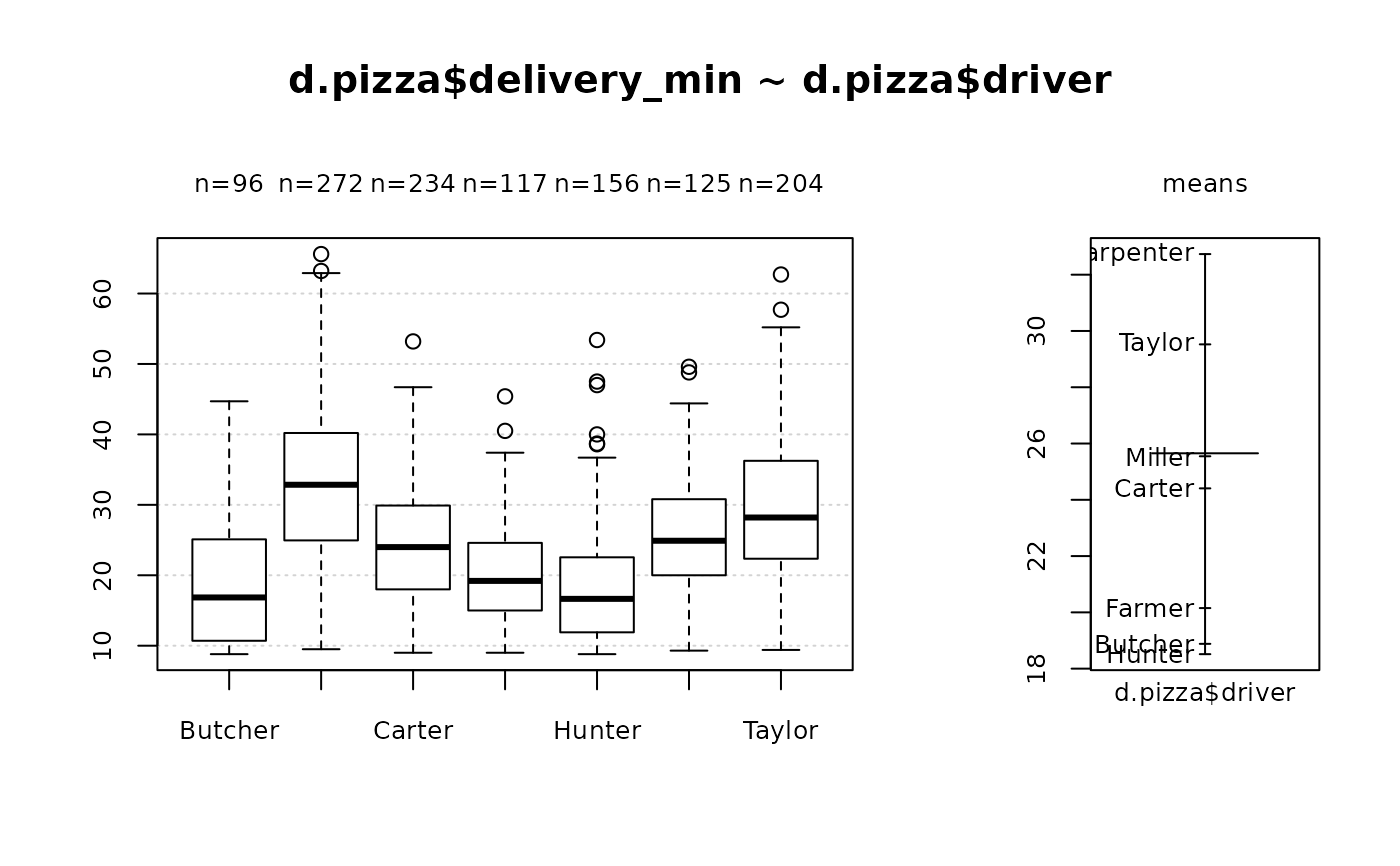 d.pizza$delivery_min ~ d.pizza$driver
n=96 n=272 n=234 n=117 n=156 n=125 n=204
60
50
40
30
20
10
Butcher Carter Hunter Taylor
means
30
26
22
18
arpenter
Taylor
Miller
Carter
Farmer
Butcher
Hunter
d.pizza$driver